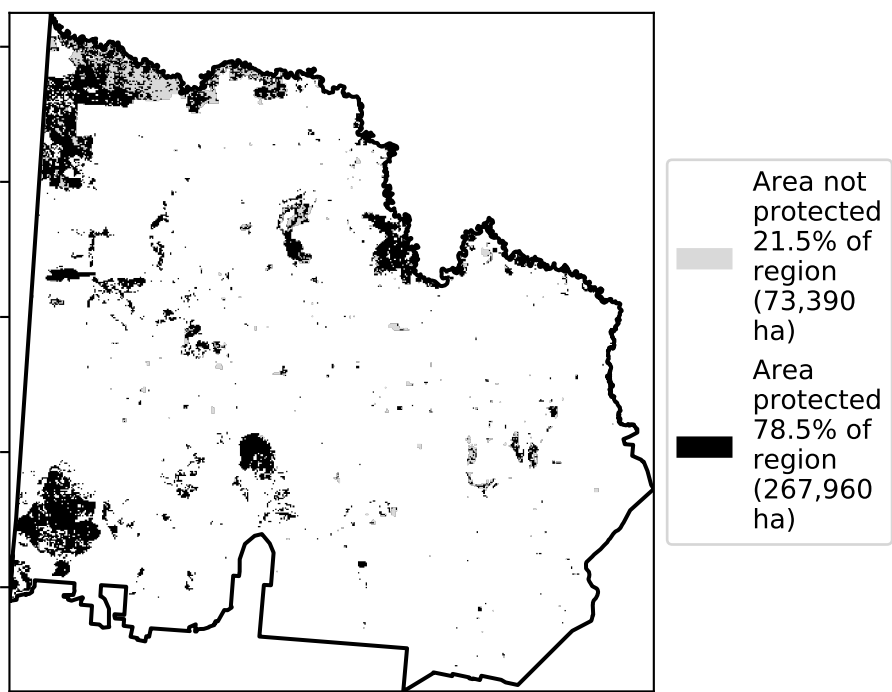 Area not
protected
21.5% of
region
(73,390
ha)
Area
protected
78.5% of
region
(267,960
ha)